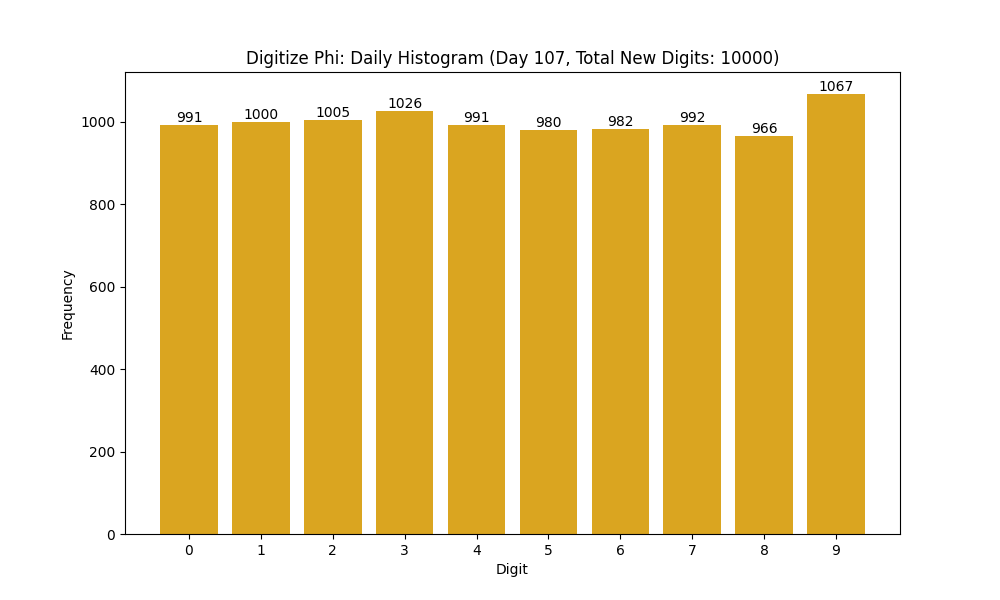 Digitize Phi: Daily Histogram (Day 107, Total New Digits: 10000)
991 1000 1005 1026 991 980 982 992 966 1067
1000
800
600
400
200
0
Frequency
0 1 2 3 4 5 6 7 8 9
Digit